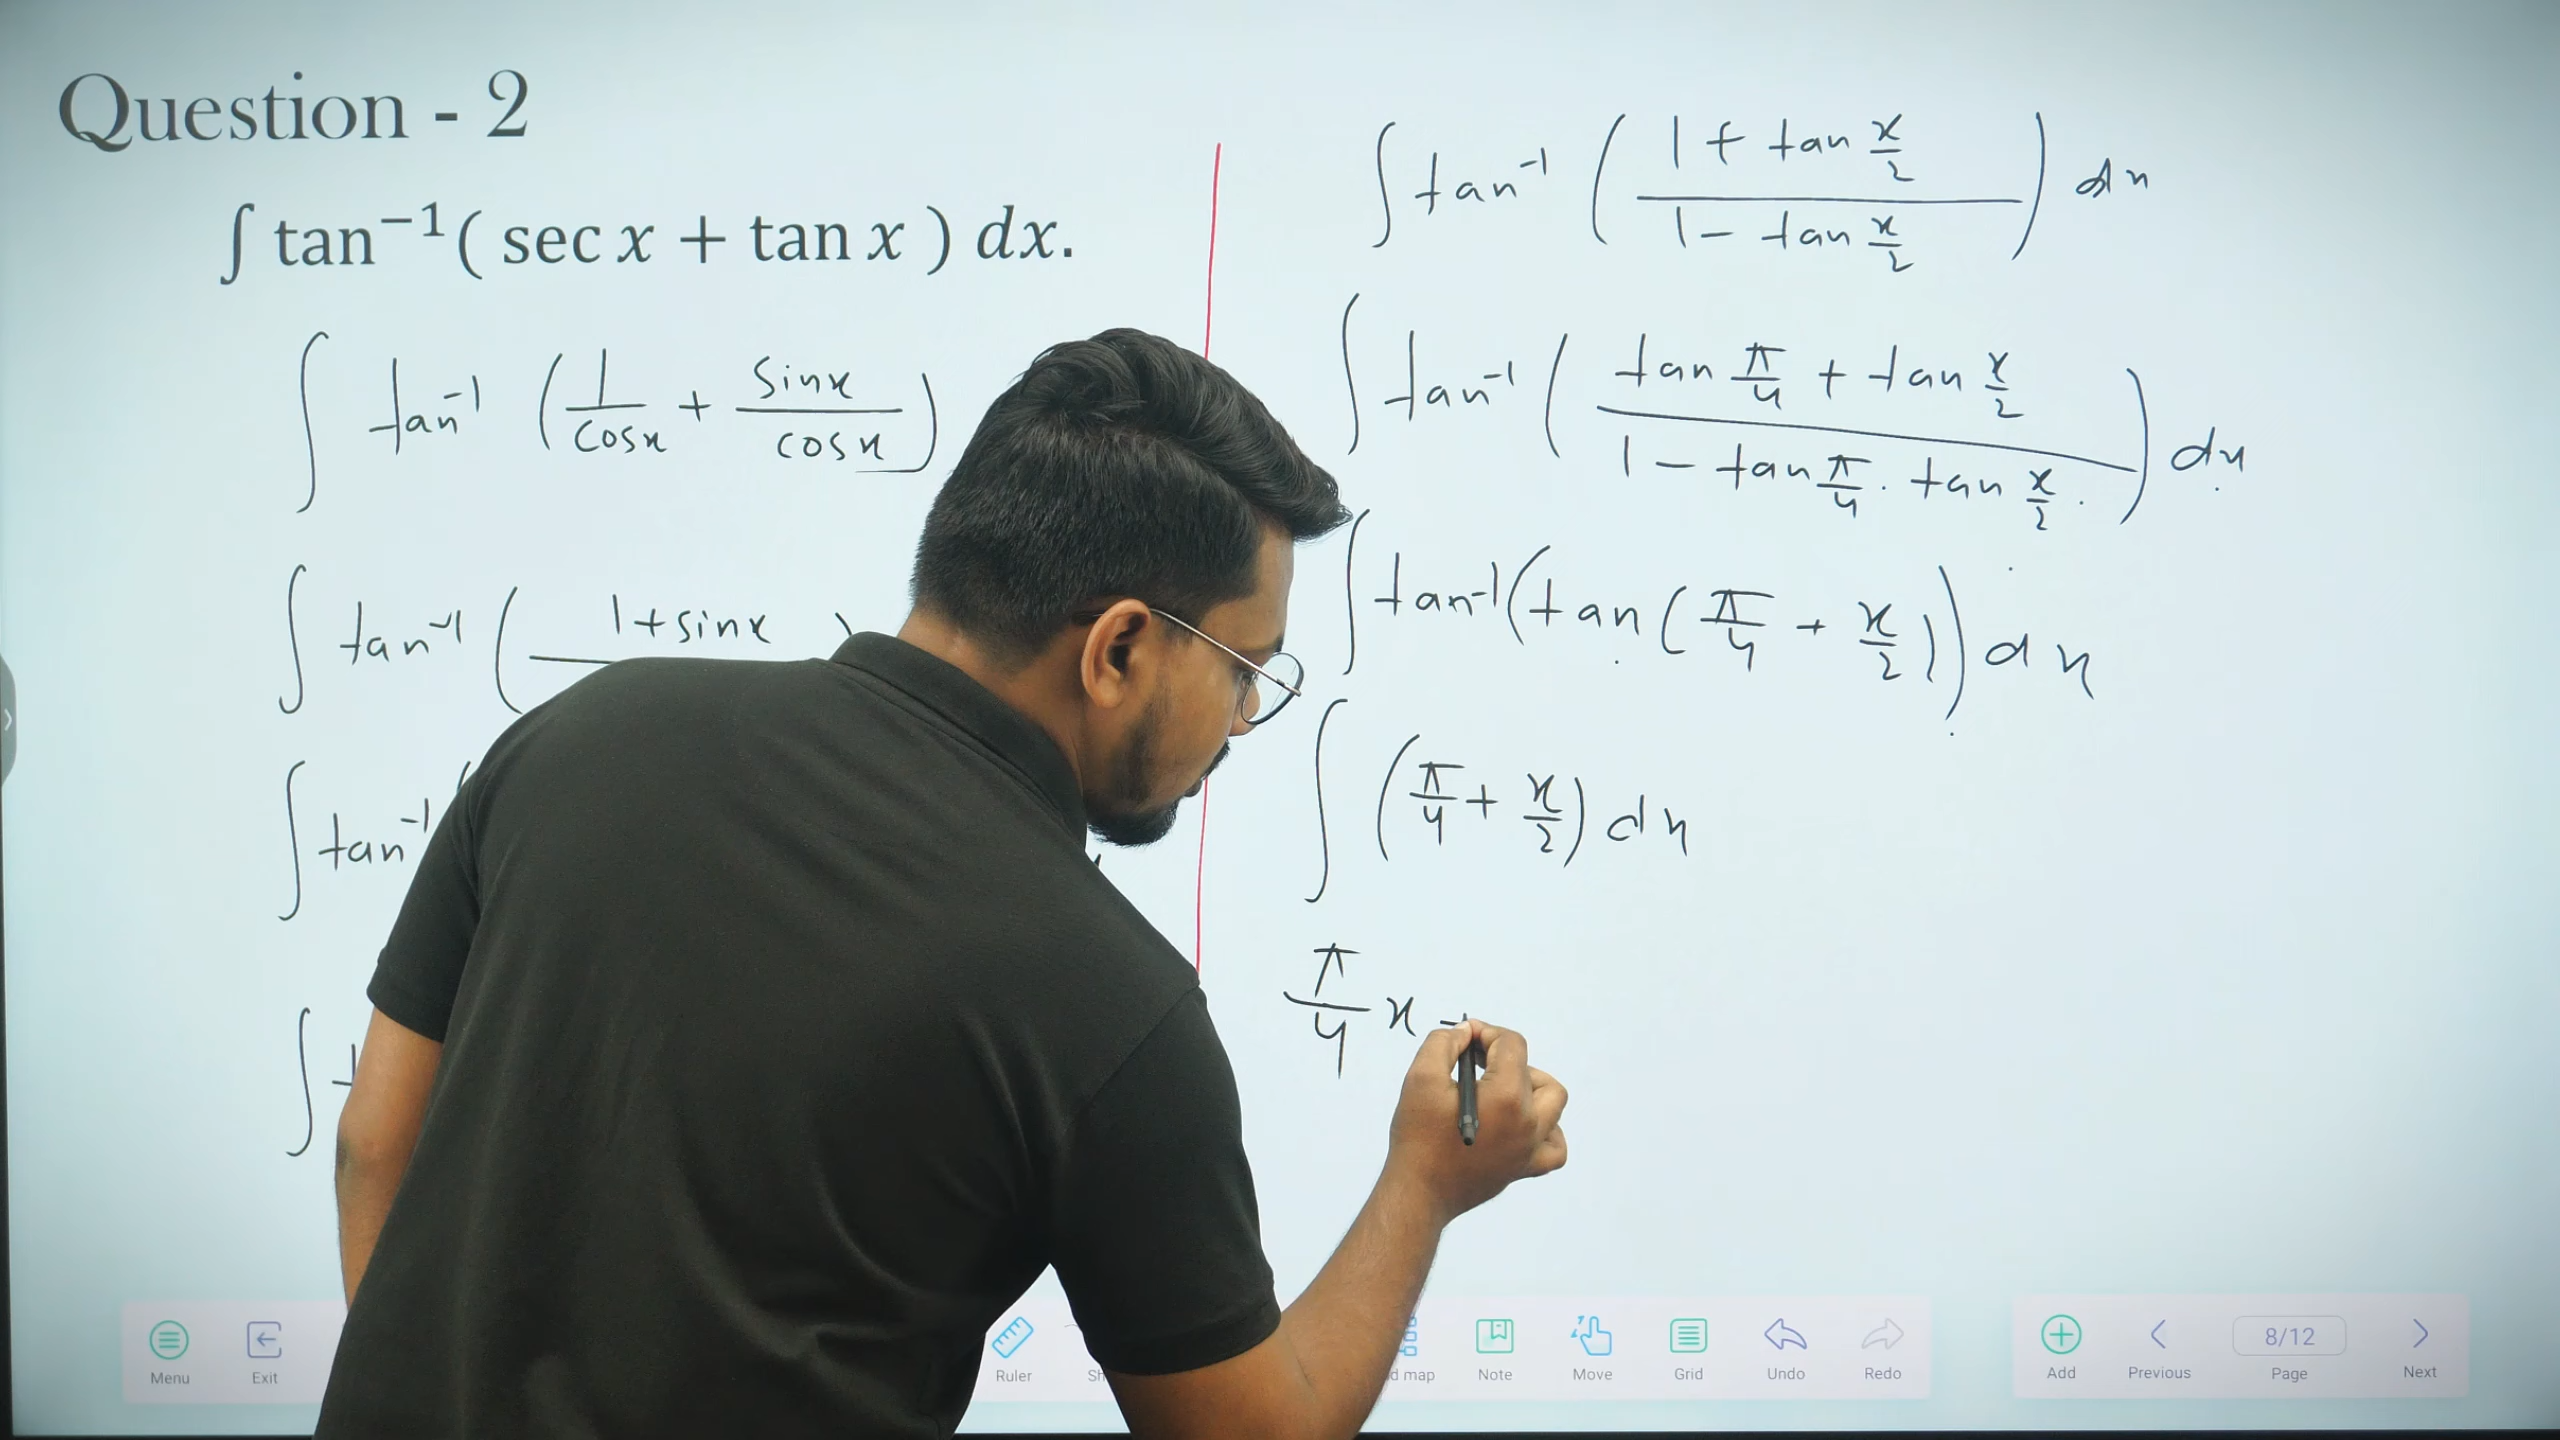 Question - 2
∫ tan⁻¹( sec x + tan x ) dx.
∫ tan⁻¹ (1/cosx + sinx/cosx)
∫ tan⁻¹ ( 1+sinx
∫ tan⁻¹
∫
∫ tan⁻¹ ( (1 + tan x/2) / (1 - tan x/2) ) dx
∫ tan⁻¹ ( (tan π/4 + tan x/2) / (1 - tan π/4 . tan x/2) ) dx
∫ tan⁻¹(tan (π/4 + x/2)) dx
∫ (π/4 + x/2) dx
π/4 x
Menu Exit Ruler map Note Move Grid Undo Redo Add Previous 8/12 Page Next